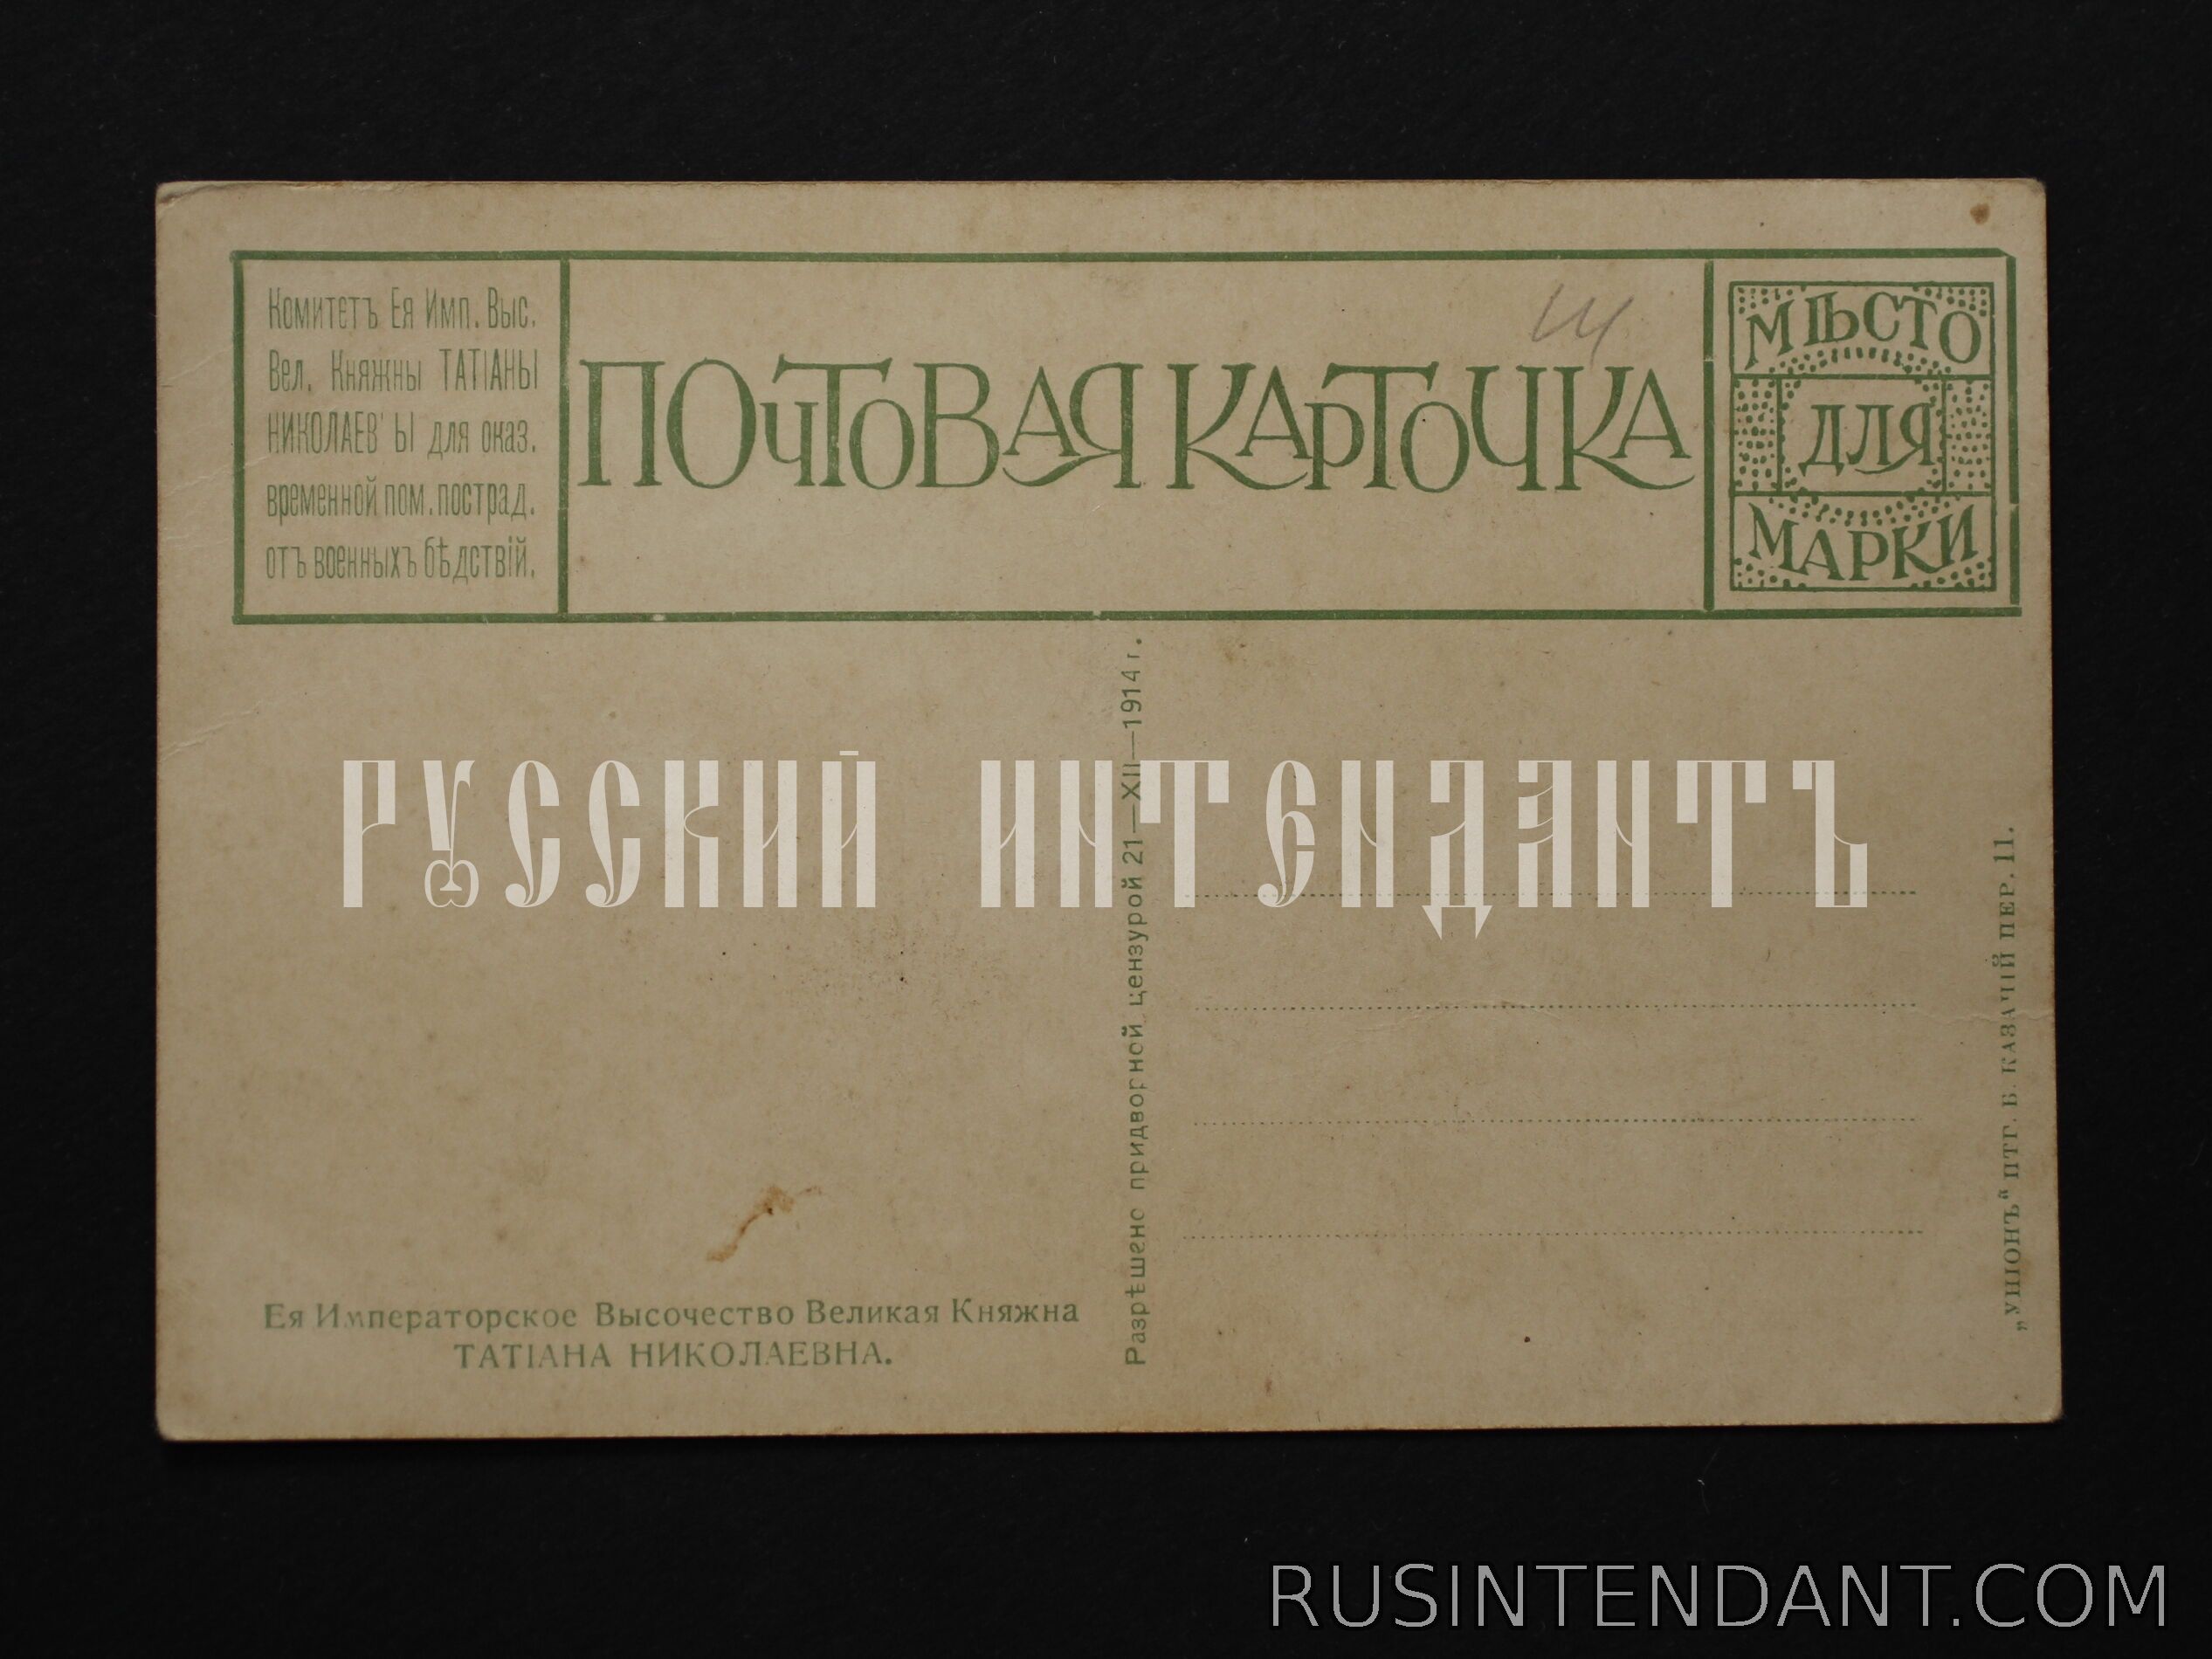 Комитетъ Ея Имп. Выс.
Вел. Княжны ТАТІАНЫ
НИКОЛАЕВ'Ы для оказ.
временной пом. пострад.
отъ военныхъ бѣдствій.
ПОЧТОВАЯ КАРТОЧКА
МѢСТО
ДЛЯ
МАРКИ
РУССКИЙ ИНТЕНДАНТЪ
Разрѣшено придворной цензурой 21—XII—1914 г.
„УНІОНЪ“ ПТГ. Б. КАЗАЧІЙ ПЕР. 11.
Ея Императорское Высочество Великая Княжна
ТАТІАНА НИКОЛАЕВНА.
RUSINTENDANT.COM